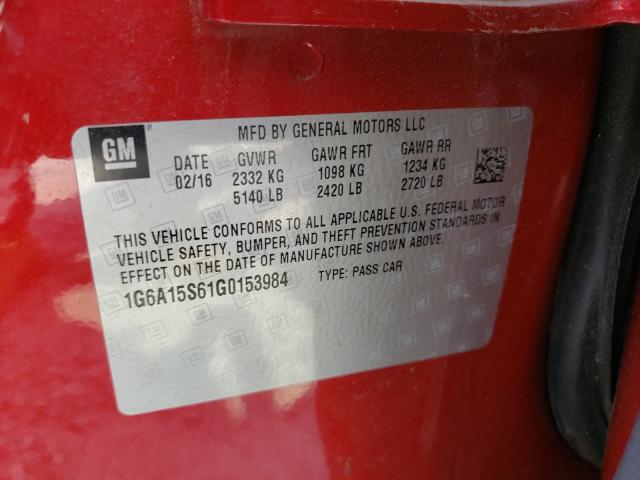 GM
MFD BY GENERAL MOTORS LLC
DATE GVWR GAWR FRT GAWR RR
02/16 2332 KG 1098 KG 1234 KG
5140 LB 2420 LB 2720 LB
THIS VEHICLE CONFORMS TO ALL APPLICABLE U.S. FEDERAL MOTOR
VEHICLE SAFETY, BUMPER, AND THEFT PREVENTION STANDARDS IN
EFFECT ON THE DATE OF MANUFACTURE SHOWN ABOVE.
1G6A15S61G0153984 TYPE: PASS CAR